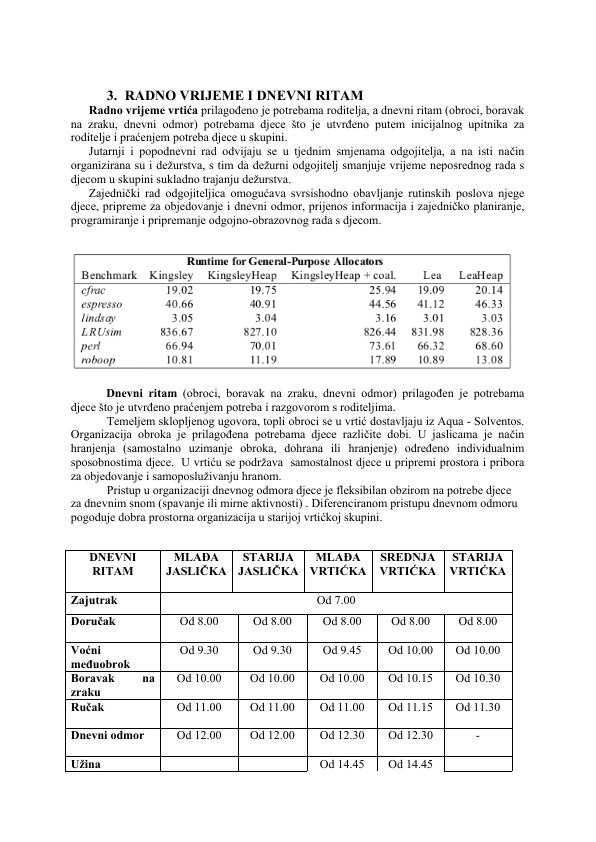 3. RADNO VRIJEME I DNEVNI RITAM
Radno vrijeme vrtića prilagođeno je potrebama roditelja, a dnevni ritam (obroci, boravak
na zraku, dnevni odmor) potrebama djece što je utvrđeno putem inicijalnog upitnika za
roditelje i praćenjem potreba djece u skupini.
Jutarnji i popodnevni rad odvijaju se u tjednim smjenama odgojitelja, a na isti način
organizirana su i dežurstva, s tim da dežurni odgojitelj smanjuje vrijeme neposrednog rada s
djecom u skupini sukladno trajanju dežurstva.
Zajednički rad odgojiteljica omogućava svrsishodno obavljanje rutinskih poslova njege
djece, pripreme za objedovanje i dnevni odmor, prijenos informacija i zajedničko planiranje,
programiranje i pripremanje odgojno-obrazovnog rada s djecom.
Runtime for General-Purpose Allocators
Benchmark Kingsley KingsleyHeap KingsleyHeap + coal. Lea LeaHeap
cfrac 19.02 19.75 25.94 19.09 20.14
espresso 40.66 40.91 44.56 41.12 46.33
lindsay 3.05 3.04 3.16 3.01 3.03
LRUsim 836.67 827.10 826.44 831.98 828.36
perl 66.94 70.01 73.61 66.32 68.60
roboop 10.81 11.19 17.89 10.89 13.08
Dnevni ritam (obroci, boravak na zraku, dnevni odmor) prilagođen je potrebama
djece što je utvrđeno praćenjem potreba i razgovorom s roditeljima.
Temeljem sklopljenog ugovora, topli obroci se u vrtić dostavljaju iz Aqua - Solventos.
Organizacija obroka je prilagođena potrebama djece različite dobi. U jaslicama je način
hranjenja (samostalno uzimanje obroka, dohrana ili hranjenje) određeno individualnim
sposobnostima djece. U vrtiću se podržava samostalnost djece u pripremi prostora i pribora
za objedovanje i samoposluživanju hranom.
Pristup u organizaciji dnevnog odmora djece je fleksibilan obzirom na potrebe djece
za dnevnim snom (spavanje ili mirne aktivnosti) . Diferenciranom pristupu dnevnom odmoru
pogoduje dobra prostorna organizacija u starijoj vrtićkoj skupini.
DNEVNI MLAĐA STARIJA MLAĐA SREDNJA STARIJA
RITAM JASLIČKA JASLIČKA VRTIĆKA VRTIĆKA VRTIĆKA
Zajutrak Od 7.00
Doručak Od 8.00 Od 8.00 Od 8.00 Od 8.00 Od 8.00
Voćni Od 9.30 Od 9.30 Od 9.45 Od 10.00 Od 10.00
međuobrok
Boravak na Od 10.00 Od 10.00 Od 10.00 Od 10.15 Od 10.30
zraku
Ručak Od 11.00 Od 11.00 Od 11.00 Od 11.15 Od 11.30
Dnevni odmor Od 12.00 Od 12.00 Od 12.30 Od 12.30 -
Užina Od 14.45 Od 14.45